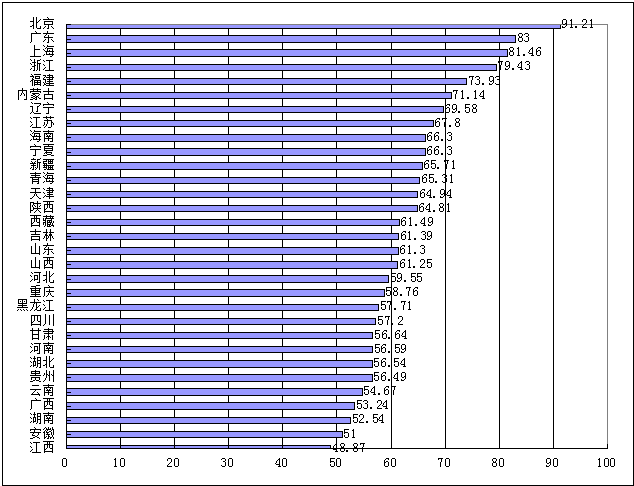 北京 91.21
广东 83
上海 81.46
浙江 79.43
福建 73.93
内蒙古 71.14
辽宁 69.58
江苏 67.8
海南 66.3
宁夏 66.3
新疆 65.71
青海 65.31
天津 64.94
陕西 64.81
西藏 61.49
吉林 61.39
山东 61.3
山西 61.25
河北 59.55
重庆 58.76
黑龙江 57.71
四川 57.2
甘肃 56.64
河南 56.59
湖北 56.54
贵州 56.49
云南 54.67
广西 53.24
湖南 52.54
安徽 51
江西 48.87
0 10 20 30 40 50 60 70 80 90 100